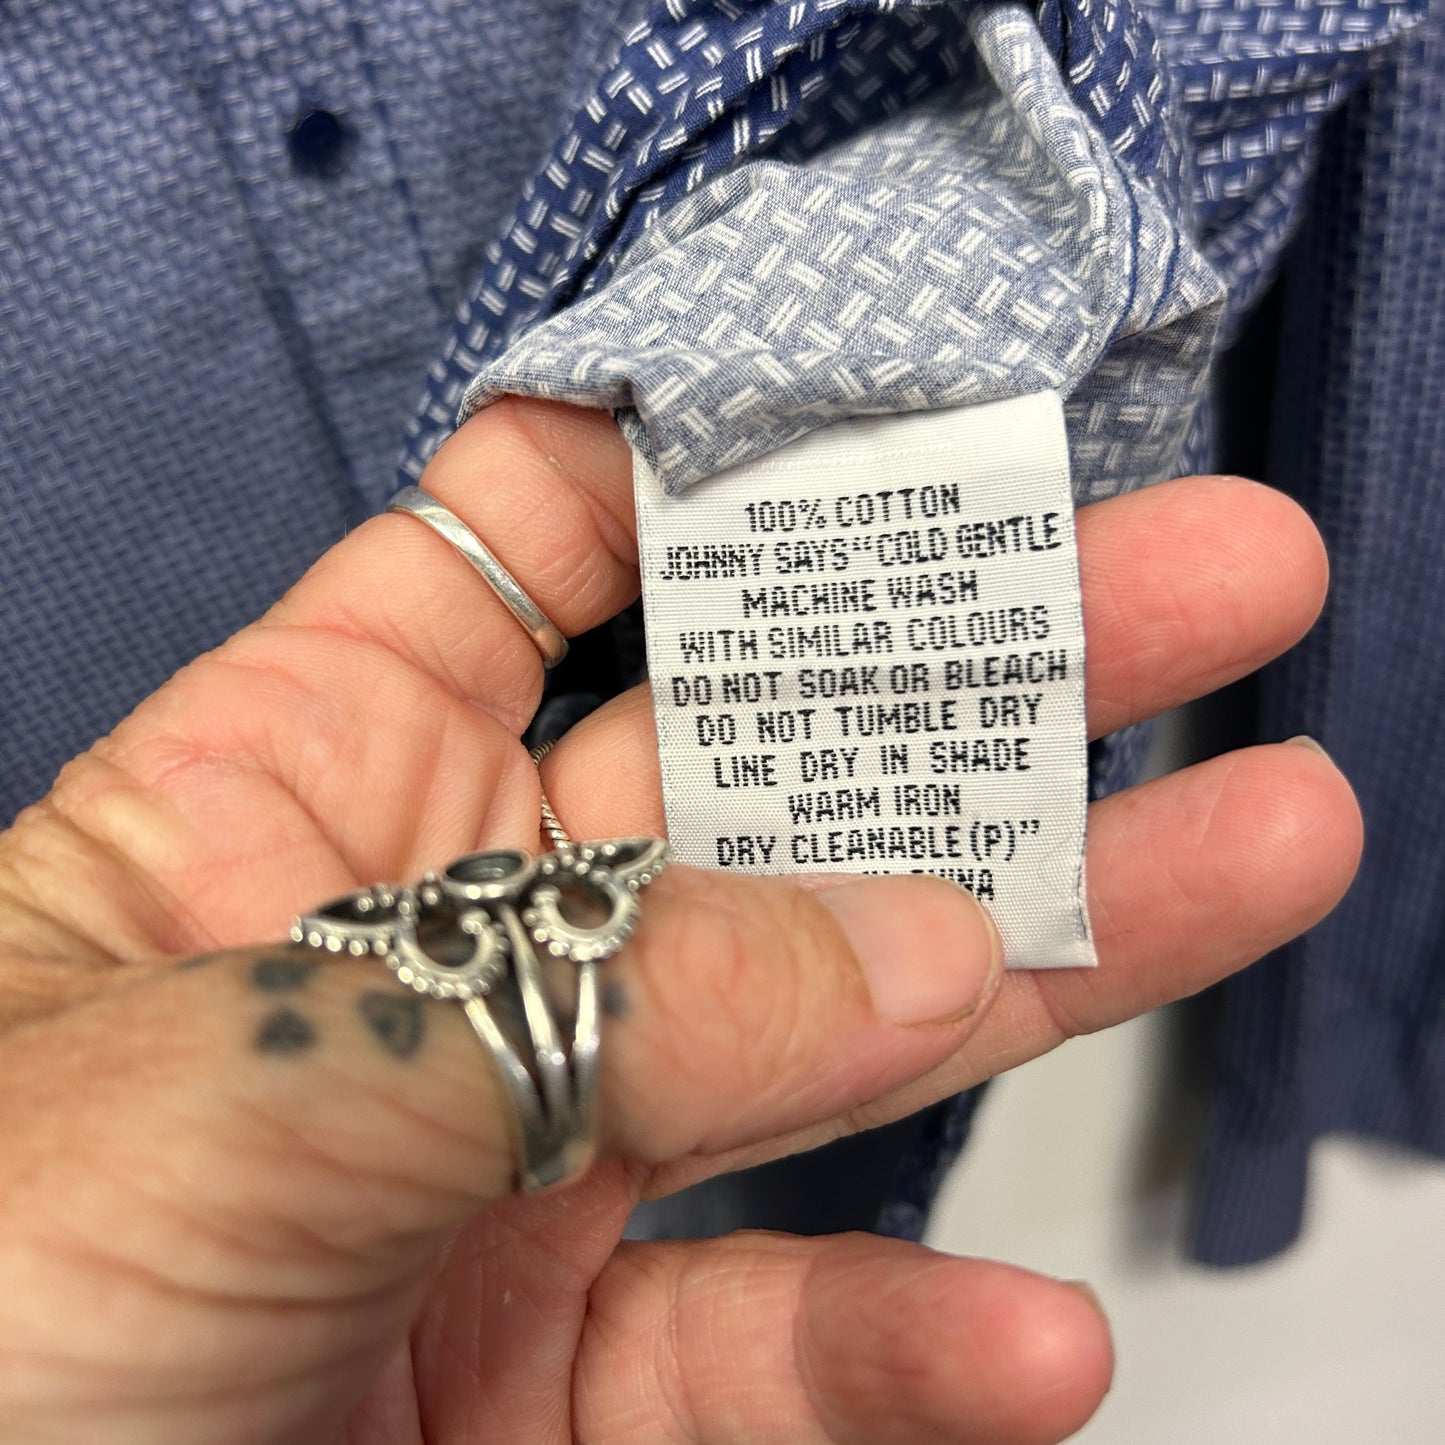 100% COTTON
JOHNNY SAYS“COLD GENTLE
MACHINE WASH
WITH SIMILAR COLOURS
DO NOT SOAK OR BLEACH
DO NOT TUMBLE DRY
LINE DRY IN SHADE
WARM IRON
DRY CLEANABLE(P)”
CHINA